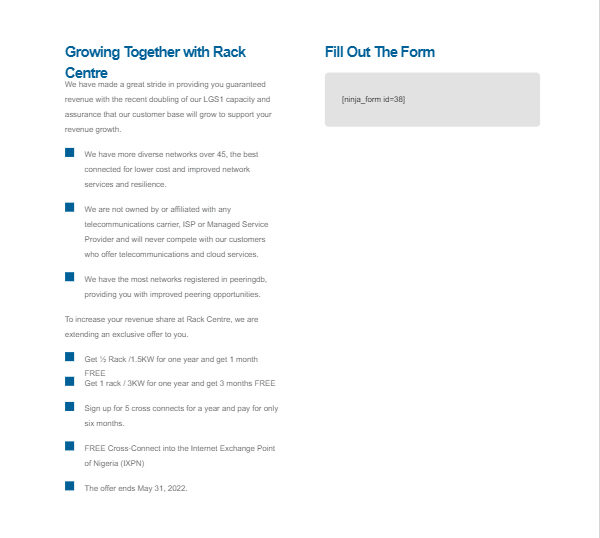 Growing Together with Rack
Centre
We have made a great stride in providing you guaranteed
revenue with the recent doubling of our LGS1 capacity and
assurance that our customer base will grow to support your
revenue growth.
We have more diverse networks over 45, the best
connected for lower cost and improved network
services and resilience.
We are not owned by or affiliated with any
telecommunications carrier, ISP or Managed Service
Provider and will never compete with our customers
who offer telecommunications and cloud services.
We have the most networks registered in peeringdb,
providing you with improved peering opportunities.
To increase your revenue share at Rack Centre, we are
extending an exclusive offer to you.
Get ½ Rack /1.5KW for one year and get 1 month
FREE
Get 1 rack / 3KW for one year and get 3 months FREE
Sign up for 5 cross connects for a year and pay for only
six months.
FREE Cross-Connect into the Internet Exchange Point
of Nigeria (IXPN)
The offer ends May 31, 2022.
Fill Out The Form
[ninja_form id=38]